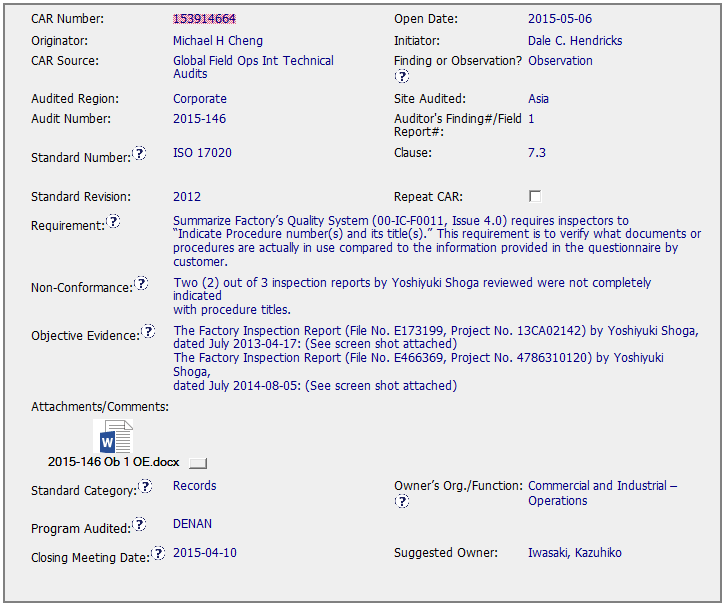 CAR Number: 153914664 Open Date: 2015-05-06
Originator: Michael H Cheng Initiator: Dale C. Hendricks
CAR Source: Global Field Ops Int Technical Finding or Observation? Observation
Audits ?
Audited Region: Corporate Site Audited: Asia
Audit Number: 2015-146 Auditor's Finding#/Field 1
Report#:
Standard Number: ? ISO 17020 Clause: 7.3
Standard Revision: 2012 Repeat CAR:
Requirement: ? Summarize Factory’s Quality System (00-IC-F0011, Issue 4.0) requires inspectors to
“Indicate Procedure number(s) and its title(s).” This requirement is to verify what documents or
procedures are actually in use compared to the information provided in the questionnaire by
customer.
Non-Conformance: ? Two (2) out of 3 inspection reports by Yoshiyuki Shoga reviewed were not completely
indicated
with procedure titles.
Objective Evidence: ? The Factory Inspection Report (File No. E173199, Project No. 13CA02142) by Yoshiyuki Shoga,
dated July 2013-04-17: (See screen shot attached)
The Factory Inspection Report (File No. E466369, Project No. 4786310120) by Yoshiyuki
Shoga,
dated July 2014-08-05: (See screen shot attached)
Attachments/Comments:
W
2015-146 Ob 1 OE.docx
Standard Category: ? Records Owner’s Org./Function: Commercial and Industrial –
? Operations
Program Audited: ? DENAN
Closing Meeting Date: ? 2015-04-10 Suggested Owner: Iwasaki, Kazuhiko